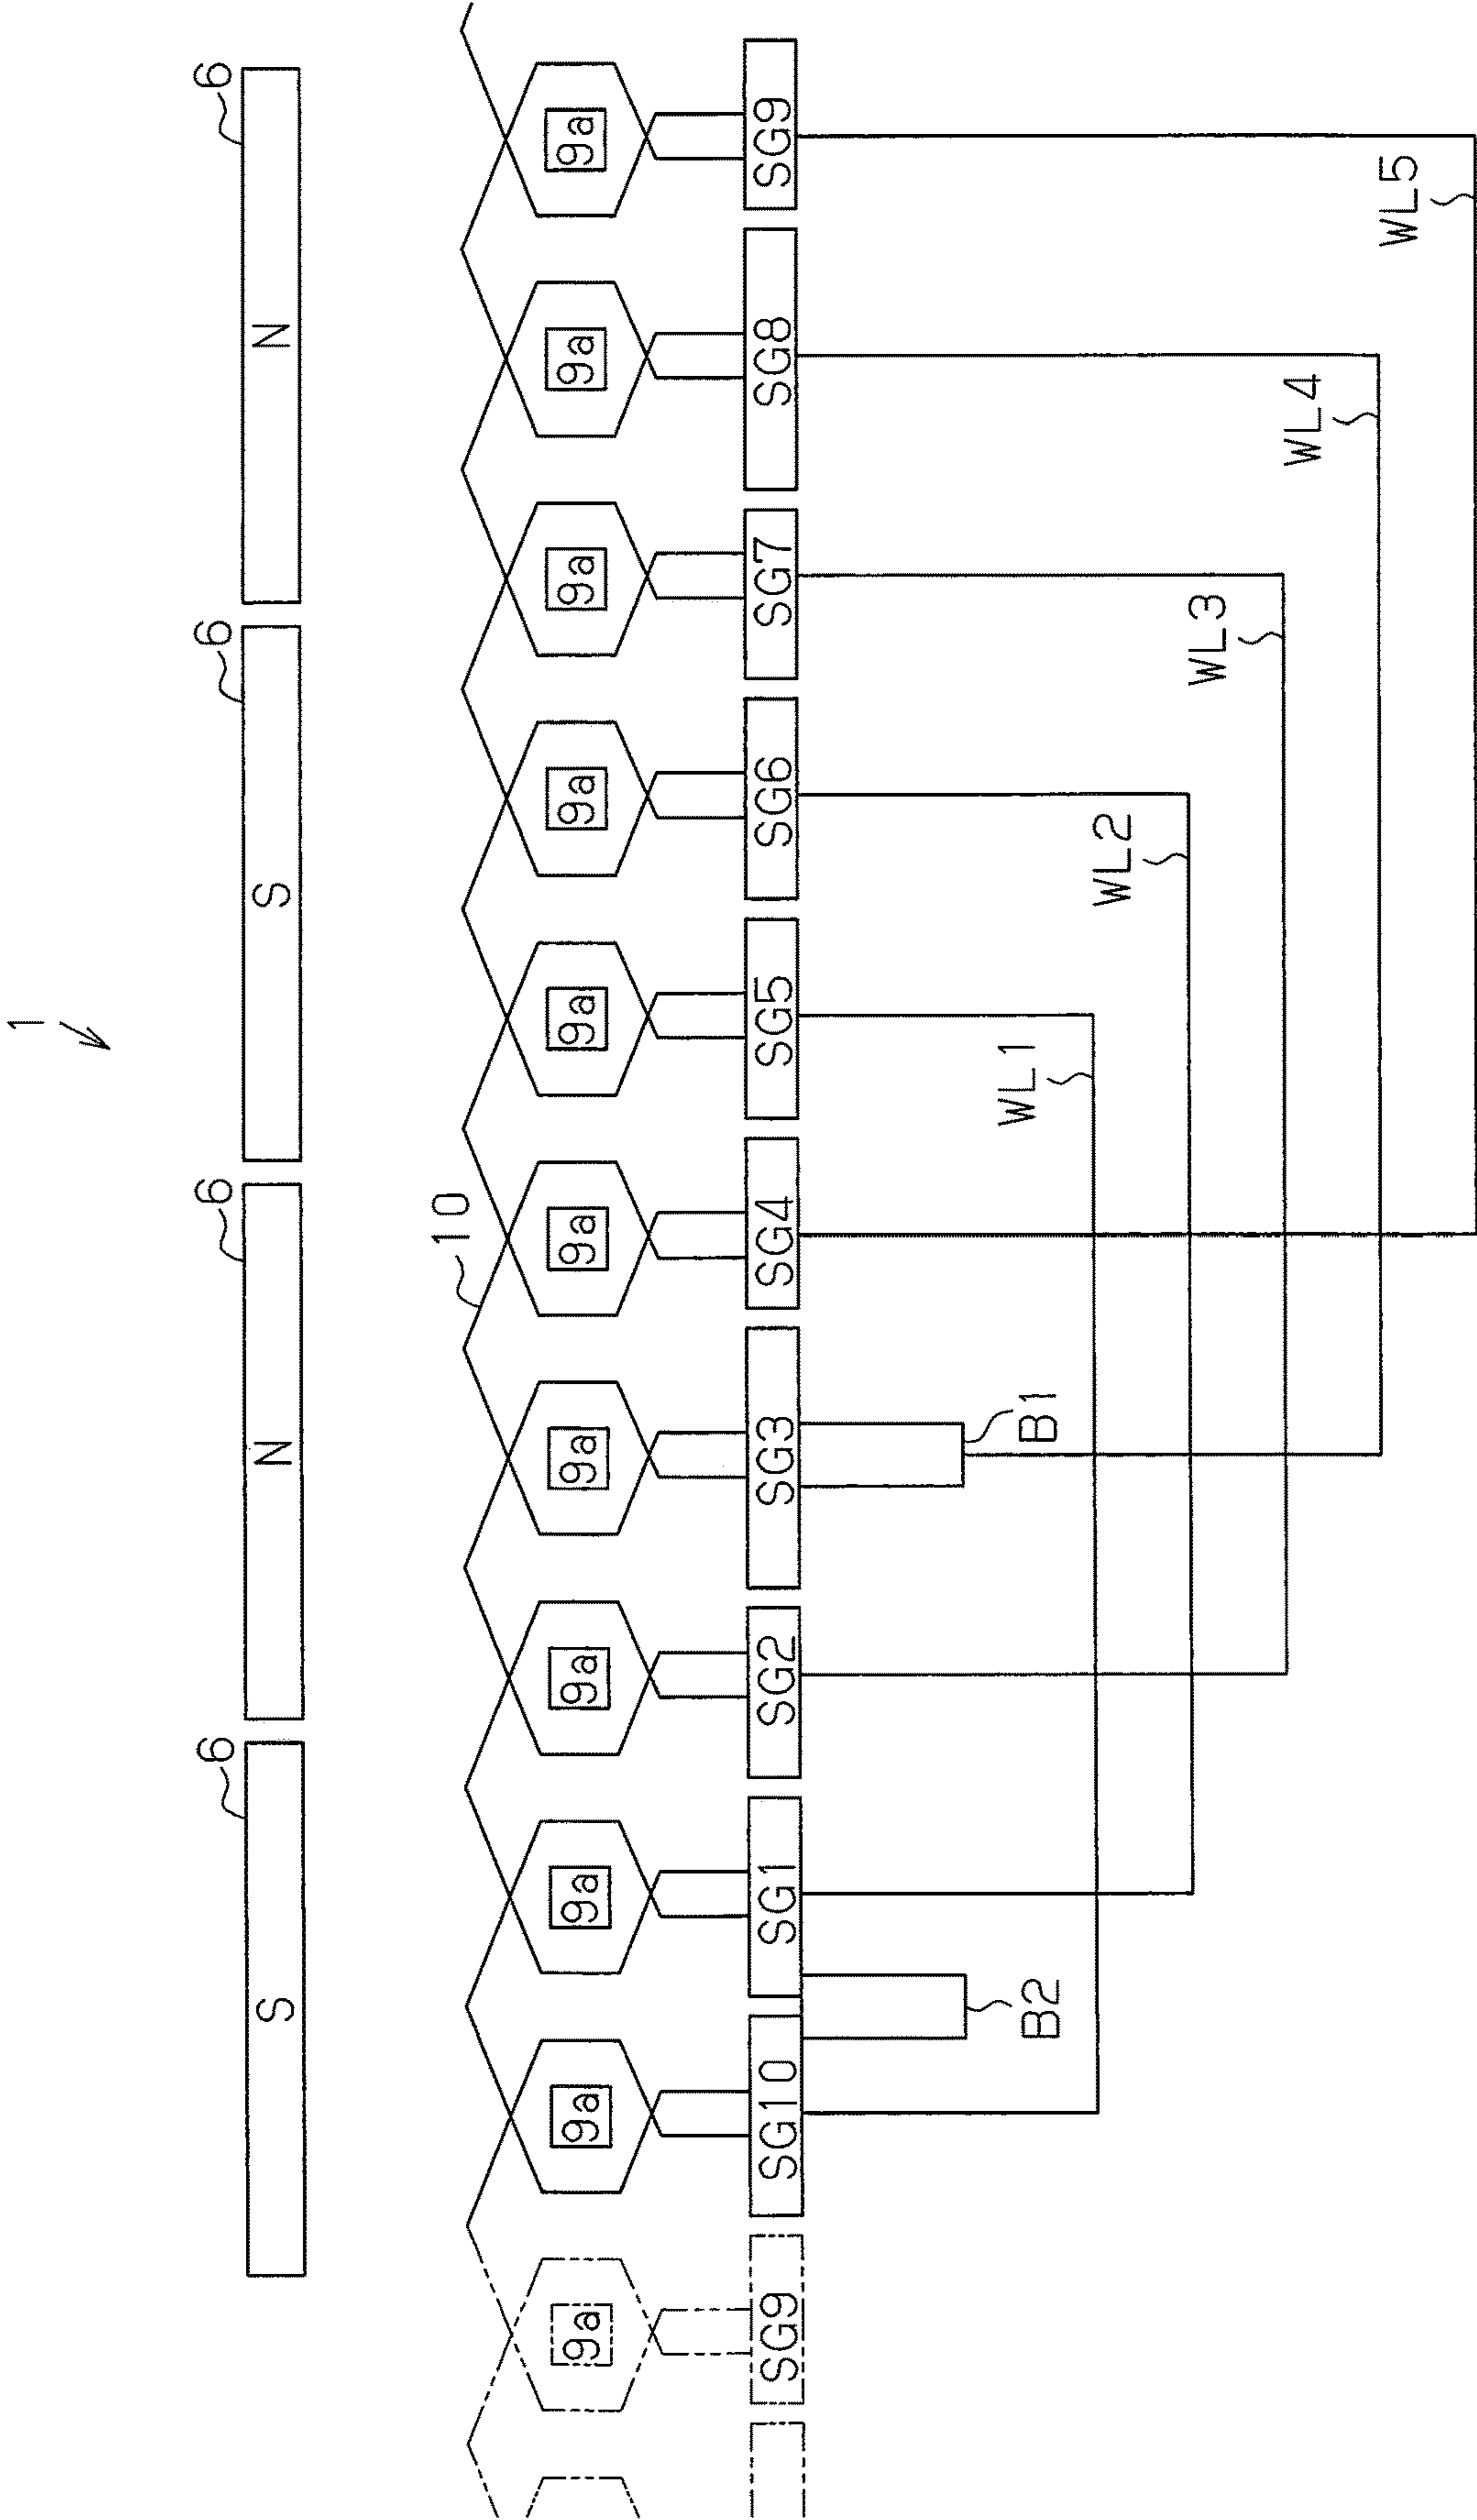 1
6 6 6 6
S N S N
10
9a 9a 9a 9a 9a 9a 9a 9a 9a 9a 9a
SG9 SG10 SG1 SG2 SG3 SG4 SG5 SG6 SG7 SG8 SG9
B2 B1
WL1
WL2
WL3
WL4
WL5